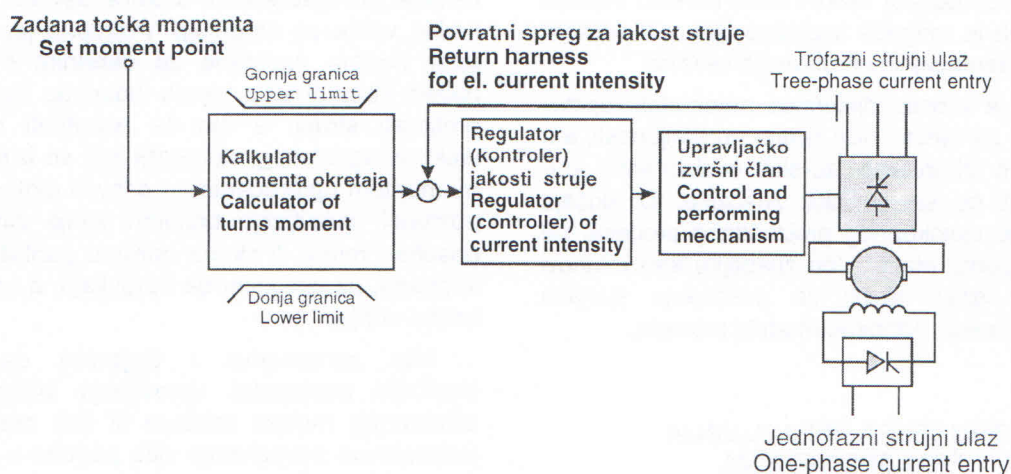 Zadana točka momenta
Set moment point
Povratni spreg za jakost struje
Return harness
for el. current intensity
Trofazni strujni ulaz
Tree-phase current entry
Gornja granica
Upper limit
Kalkulator
momenta okretaja
Calculator of
turns moment
Regulator
(kontroler)
jakosti struje
Regulator
(controller) of
current intensity
Upravljačko
izvršni član
Control and
performing
mechanism
Donja granica
Lower limit
Jednofazni strujni ulaz
One-phase current entry